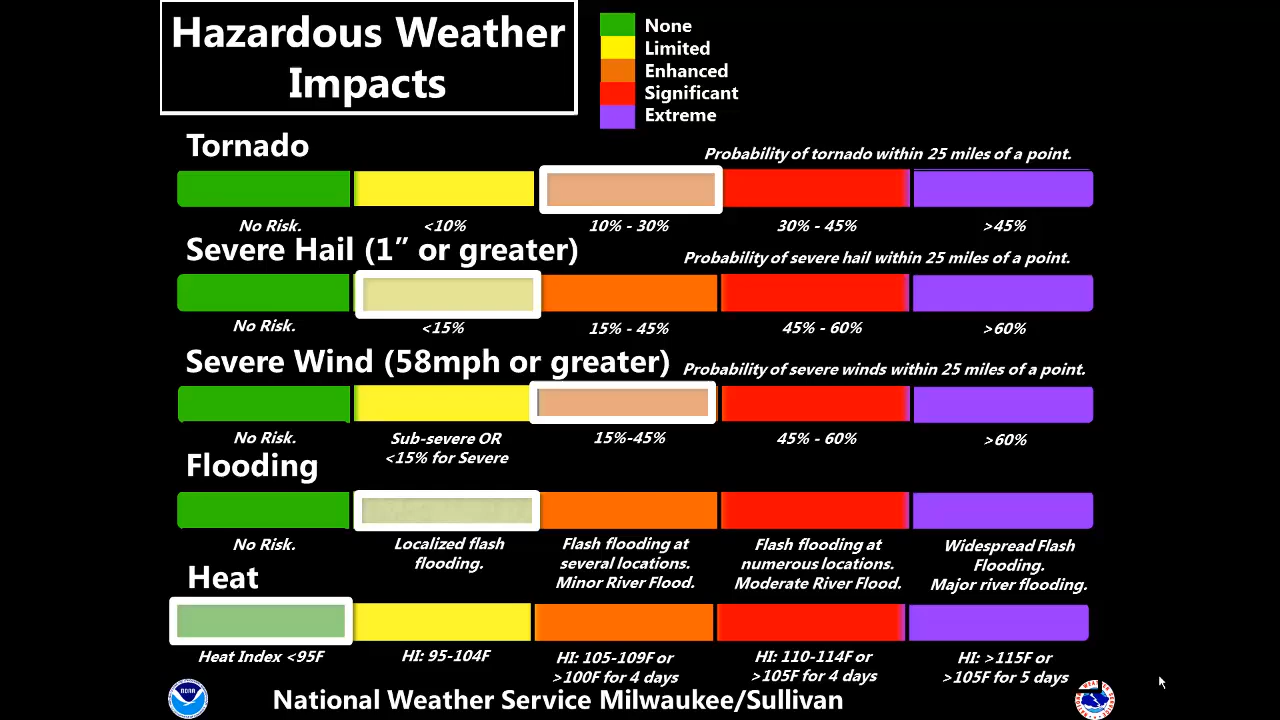 Hazardous Weather
Impacts
None
Limited
Enhanced
Significant
Extreme
Tornado
Probability of tornado within 25 miles of a point.
No Risk.
<10%
10% - 30%
30% - 45%
>45%
Severe Hail (1” or greater)
Probability of severe hail within 25 miles of a point.
No Risk.
<15%
15% - 45%
45% - 60%
>60%
Severe Wind (58mph or greater)
Probability of severe winds within 25 miles of a point.
No Risk.
Sub-severe OR
<15% for Severe
15%-45%
45% - 60%
>60%
Flooding
No Risk.
Localized flash
flooding.
Flash flooding at
several locations.
Minor River Flood.
Flash flooding at
numerous locations.
Moderate River Flood.
Widespread Flash
Flooding.
Major river flooding.
Heat
Heat Index <95F
HI: 95-104F
HI: 105-109F or
>100F for 4 days
HI: 110-114F or
>105F for 4 days
HI: >115F or
>105F for 5 days
NOAA
National Weather Service Milwaukee/Sullivan